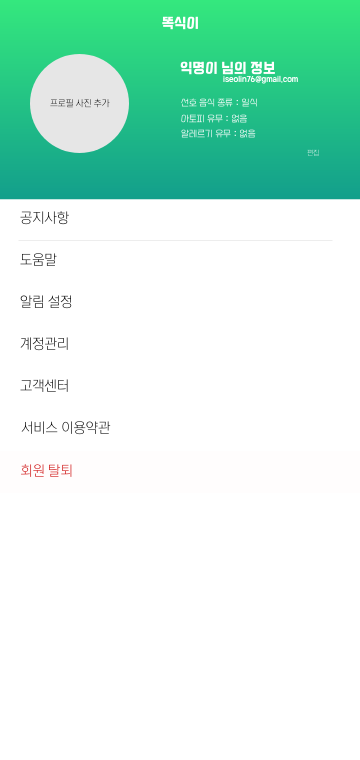 똑식이
프로필 사진 추가
익명이 님의 정보
iseolin76@gmail.com
선호 음식 종류 : 일식
아토피 유무 : 없음
알레르기 유무 : 없음
편집
공지사항
도움말
알림 설정
계정관리
고객센터
서비스 이용약관
회원 탈퇴